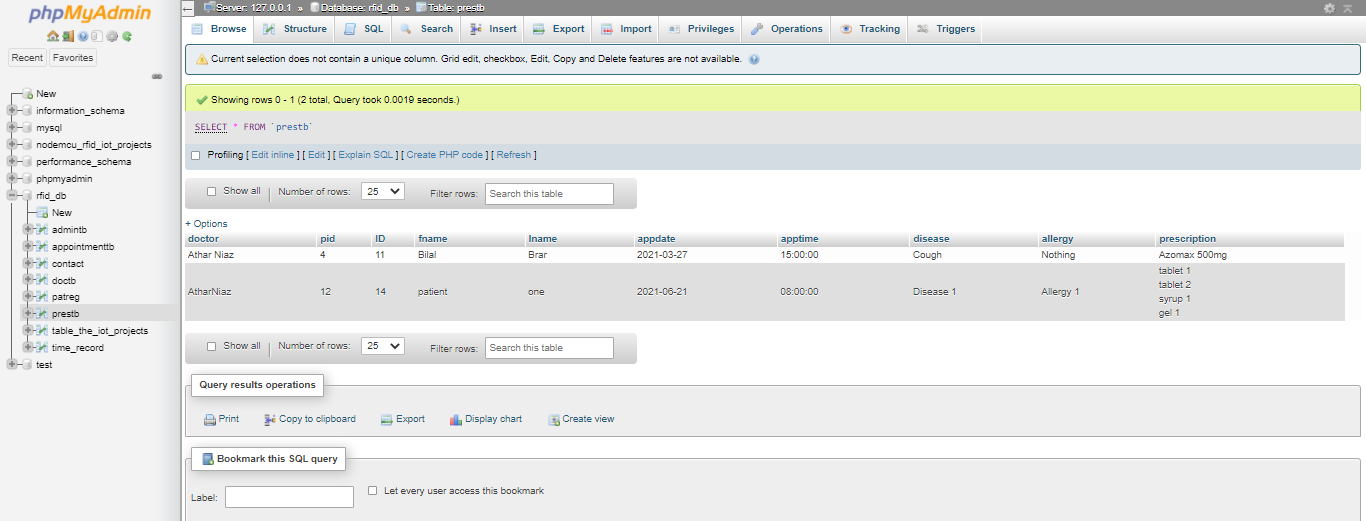 phpMyAdmin
Recent Favorites
New
information_schema
mysql
nodemcu_rfid_iot_projects
performance_schema
phpmyadmin
rfid_db
New
admintb
appointmenttb
contact
doctb
patreg
prestb
table_the_iot_projects
time_record
test
Server: 127.0.0.1 » Database: rfid_db » Table: prestb
Browse Structure SQL Search Insert Export Import Privileges Operations Tracking Triggers
Current selection does not contain a unique column. Grid edit, checkbox, Edit, Copy and Delete features are not available.
Showing rows 0 - 1 (2 total, Query took 0.0019 seconds.)
SELECT * FROM `prestb`
Profiling [ Edit inline ] [ Edit ] [ Explain SQL ] [ Create PHP code ] [ Refresh ]
Show all Number of rows: 25 Filter rows: Search this table
+ Options
doctor pid ID fname lname appdate apptime disease allergy prescription
Athar Niaz 4 11 Bilal Brar 2021-03-27 15:00:00 Cough Nothing Azomax 500mg
AtharNiaz 12 14 patient one 2021-06-21 08:00:00 Disease 1 Allergy 1 tablet 1
tablet 2
syrup 1
gel 1
Show all Number of rows: 25 Filter rows: Search this table
Query results operations
Print Copy to clipboard Export Display chart Create view
Bookmark this SQL query
Label: Let every user access this bookmark